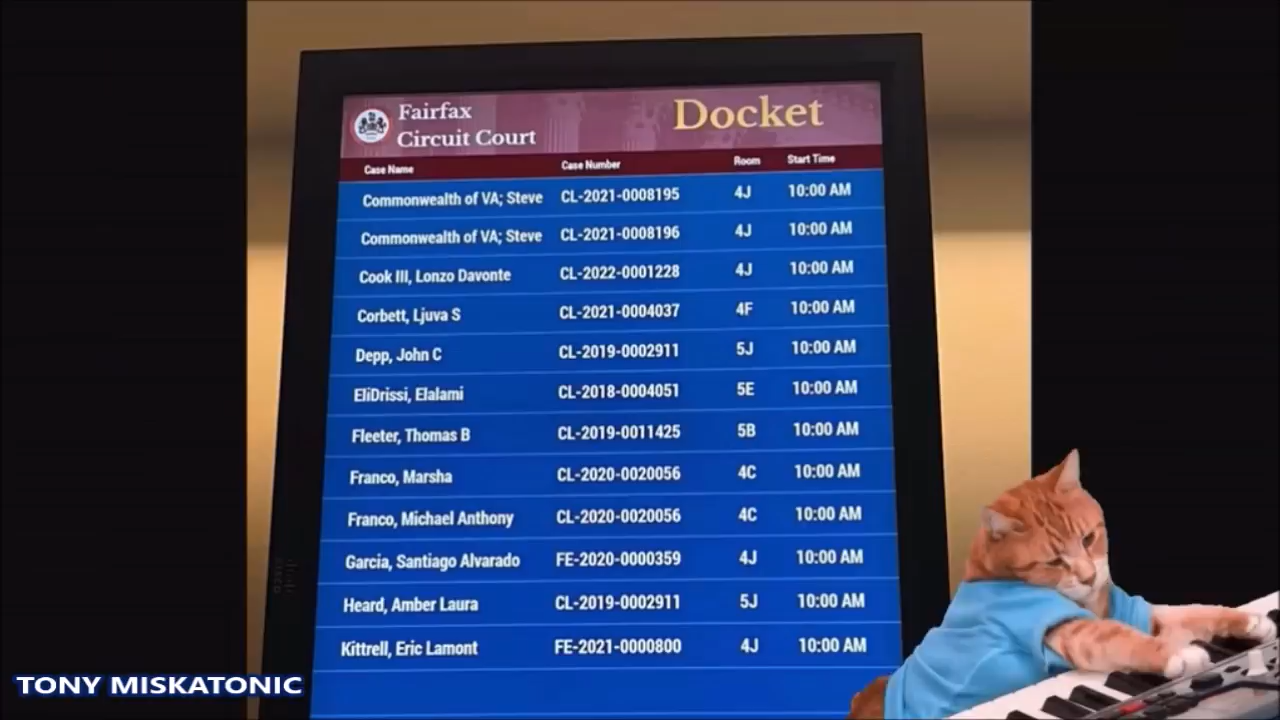 Fairfax
Circuit Court
Docket
Case Name Case Number Room Start Time
Commonwealth of VA; Steve CL-2021-0008195 4J 10:00 AM
Commonwealth of VA; Steve CL-2021-0008196 4J 10:00 AM
Cook III, Lonzo Davonte CL-2022-0001228 4J 10:00 AM
Corbett, Ljuva S CL-2021-0004037 4F 10:00 AM
Depp, John C CL-2019-0002911 5J 10:00 AM
EliDrissi, Elalami CL-2018-0004051 5E 10:00 AM
Fleeter, Thomas B CL-2019-0011425 5B 10:00 AM
Franco, Marsha CL-2020-0020056 4C 10:00 AM
Franco, Michael Anthony CL-2020-0020056 4C 10:00 AM
Garcia, Santiago Alvarado FE-2020-0000359 4J 10:00 AM
Heard, Amber Laura CL-2019-0002911 5J 10:00 AM
Kittrell, Eric Lamont FE-2021-0000800 4J 10:00 AM
TONY MISKATONIC